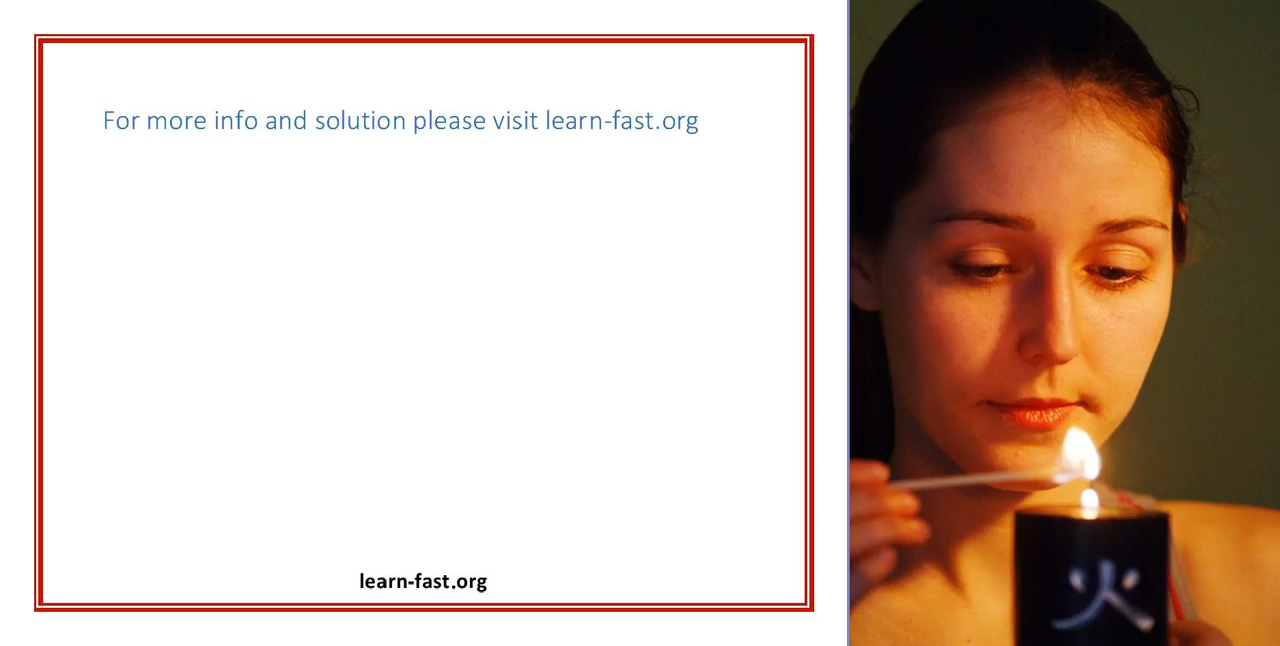 For more info and solution please visit learn-fast.org
learn-fast.org
火